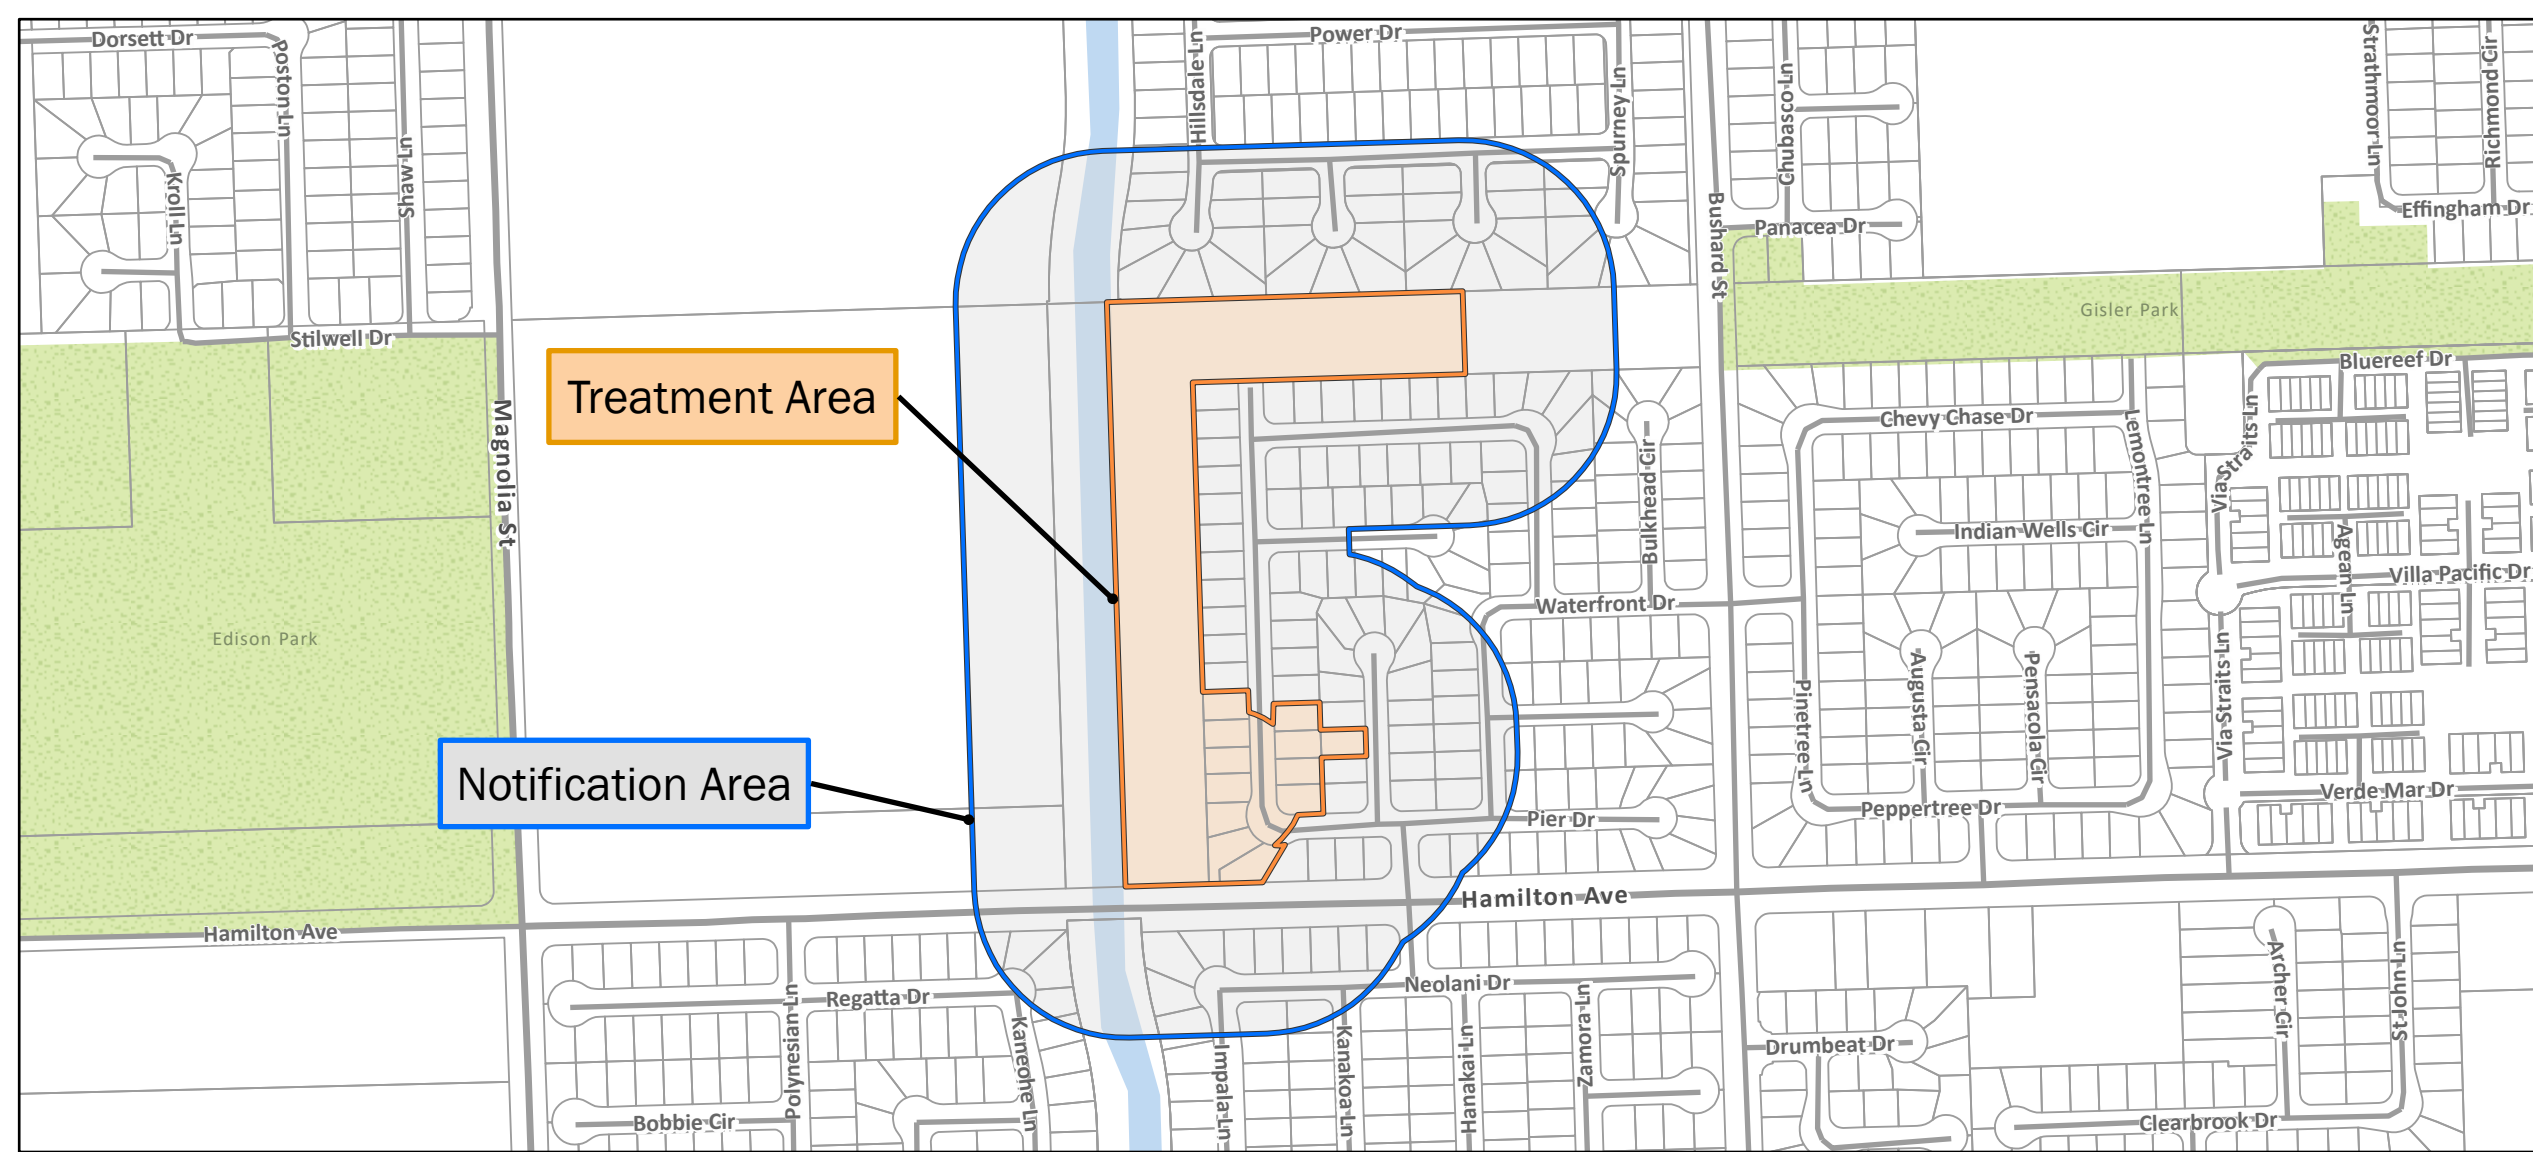 Dorsett Dr
Poston Ln
Shaw Ln
Kroll Ln
Stilwell Dr
Magnolia St
Edison Park
Hamilton Ave
Treatment Area
Notification Area
Hillsdale Ln
Power Dr
Spurney Ln
Bushard St
Chubasco Ln
Panacea Dr
Strathmoor Ln
Richmond Cir
Effingham Dr
Gisler Park
Bluereef Dr
Chevy Chase Dr
Lemontree Ln
Via Straits Ln
Indian Wells Cir
Agean Ln
Villa Pacific Dr
Bulkhead Cir
Waterfront Dr
Pinetree Ln
Augusta Cir
Pensacola Cir
Via Straits Ln
Verde Mar Dr
Peppertree Dr
Pier Dr
Hamilton Ave
Regatta Dr
Polynesian Ln
Kaneohe Ln
Bobbie Cir
Neolani Dr
Impala Ln
Kanakoa Ln
Hanakai Ln
Zamora Ln
Drumbeat Dr
Archer Cir
St John Ln
Clearbrook Dr